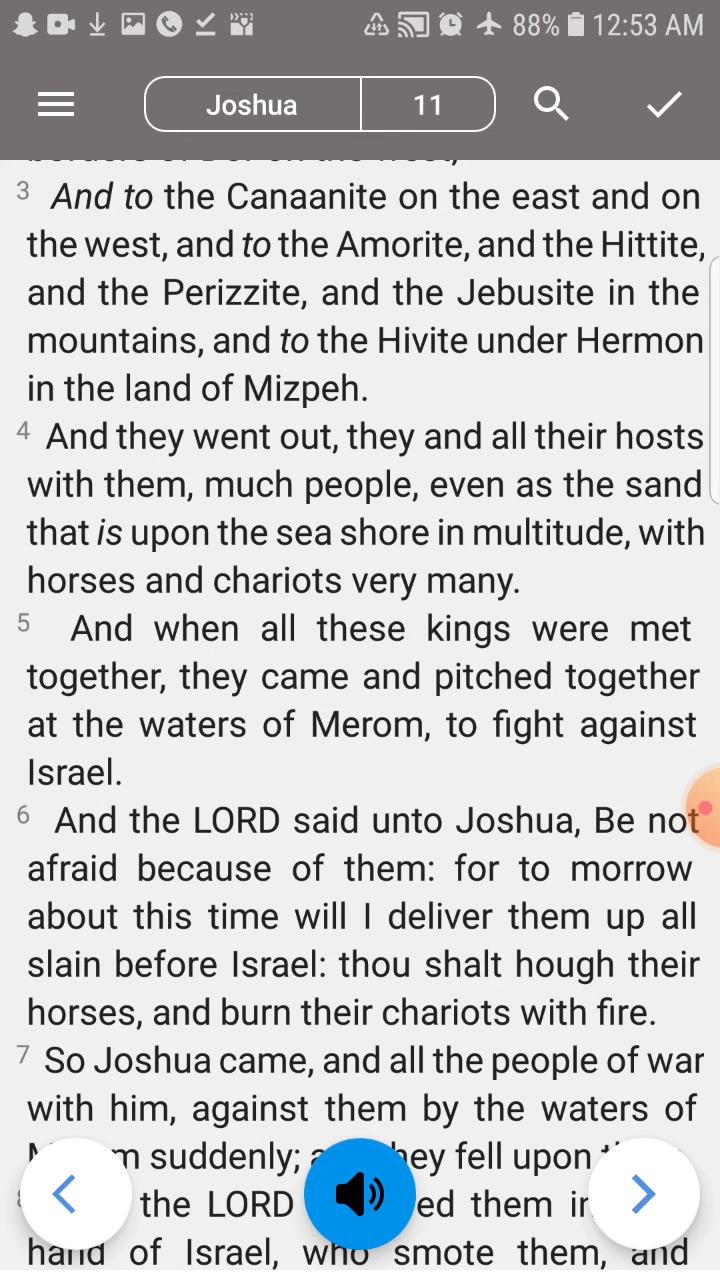 88% 12:53 AM
Joshua 11
3 And to the Canaanite on the east and on
the west, and to the Amorite, and the Hittite,
and the Perizzite, and the Jebusite in the
mountains, and to the Hivite under Hermon
in the land of Mizpeh.
4 And they went out, they and all their hosts
with them, much people, even as the sand
that is upon the sea shore in multitude, with
horses and chariots very many.
5 And when all these kings were met
together, they came and pitched together
at the waters of Merom, to fight against
Israel.
6 And the LORD said unto Joshua, Be not
afraid because of them: for to morrow
about this time will I deliver them up all
slain before Israel: thou shalt hough their
horses, and burn their chariots with fire.
7 So Joshua came, and all the people of war
with him, against them by the waters of
suddenly; they fell upon
the LORD them
hand of Israel, who smote them, and